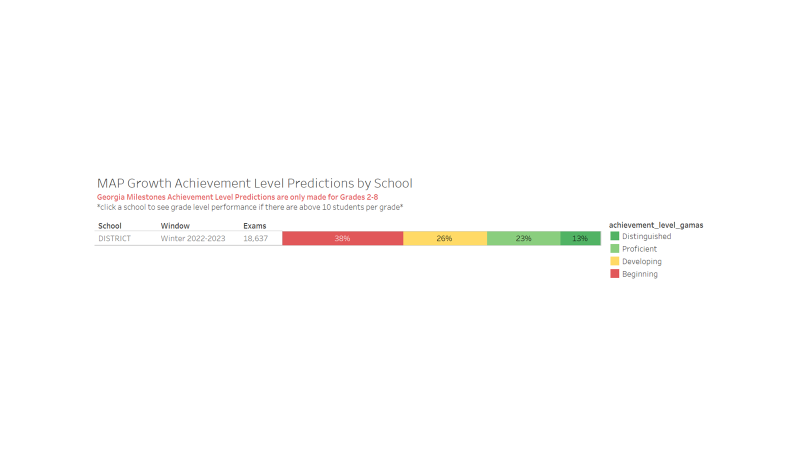 MAP Growth Achievement Level Predictions by School
Georgia Milestones Achievement Level Predictions are only made for Grades 2-8
*click a school to see grade level performance if there are above 10 students per grade*
School Window Exams
DISTRICT Winter 2022-2023 18,637 38% 26% 23% 13%
achievement_level_gamas
Distinguished
Proficient
Developing
Beginning